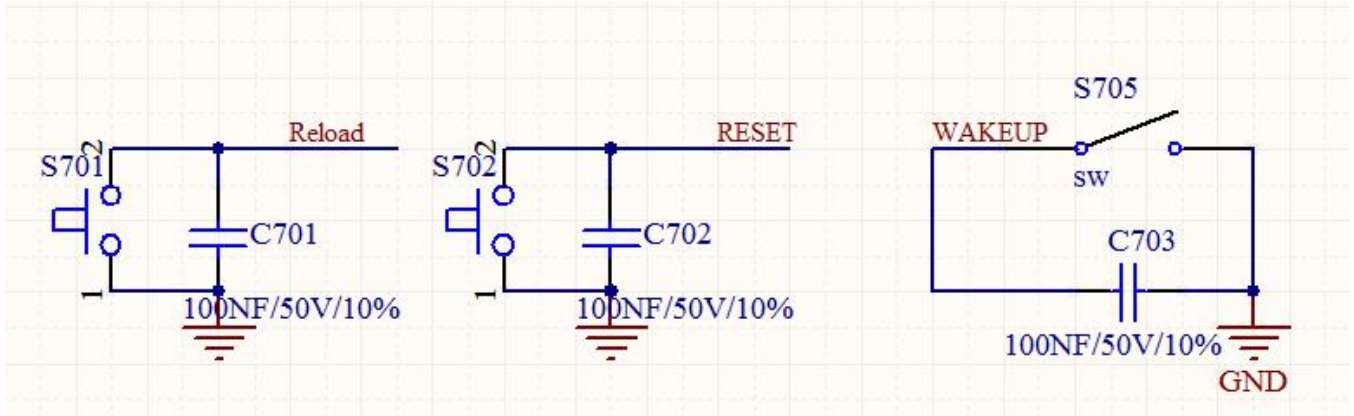 S705
Reload
RESET
WAKEUP
2
2
S701
S702
sw
C701
C702
C703
1
1
100NF/50V/10%
100NF/50V/10%
100NF/50V/10%
GND